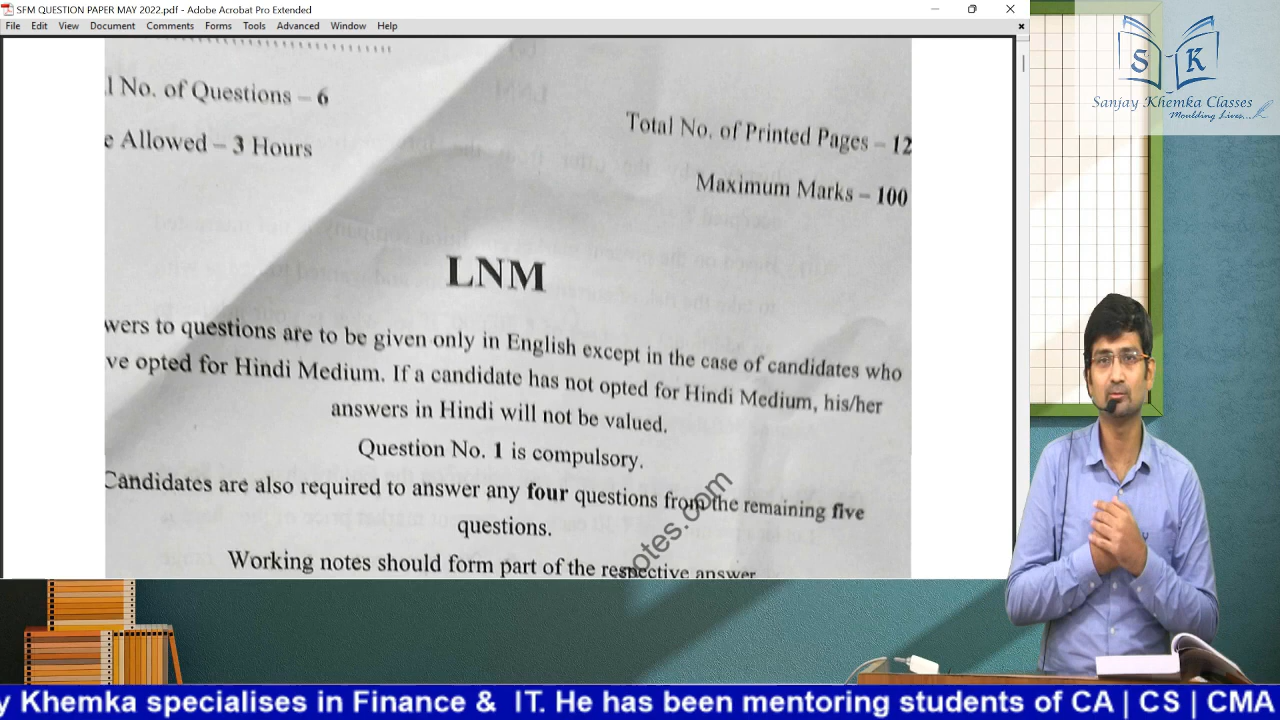 SFM QUESTION PAPER MAY 2022.pdf - Adobe Acrobat Pro Extended
File Edit View Document Comments Forms Tools Advanced Window Help
l No. of Questions – 6
Total No. of Printed Pages – 12
e Allowed – 3 Hours
Maximum Marks – 100
LNM
wers to questions are to be given only in English except in the case of candidates who
ve opted for Hindi Medium. If a candidate has not opted for Hindi Medium, his/her
answers in Hindi will not be valued.
Question No. 1 is compulsory.
Candidates are also required to answer any four questions from the remaining five
questions.
Working notes should form part of the respective answer
notes.com
S K
Sanjay Khemka Classes
Moulding Lives...
y Khemka specialises in Finance & IT. He has been mentoring students of CA | CS | CMA